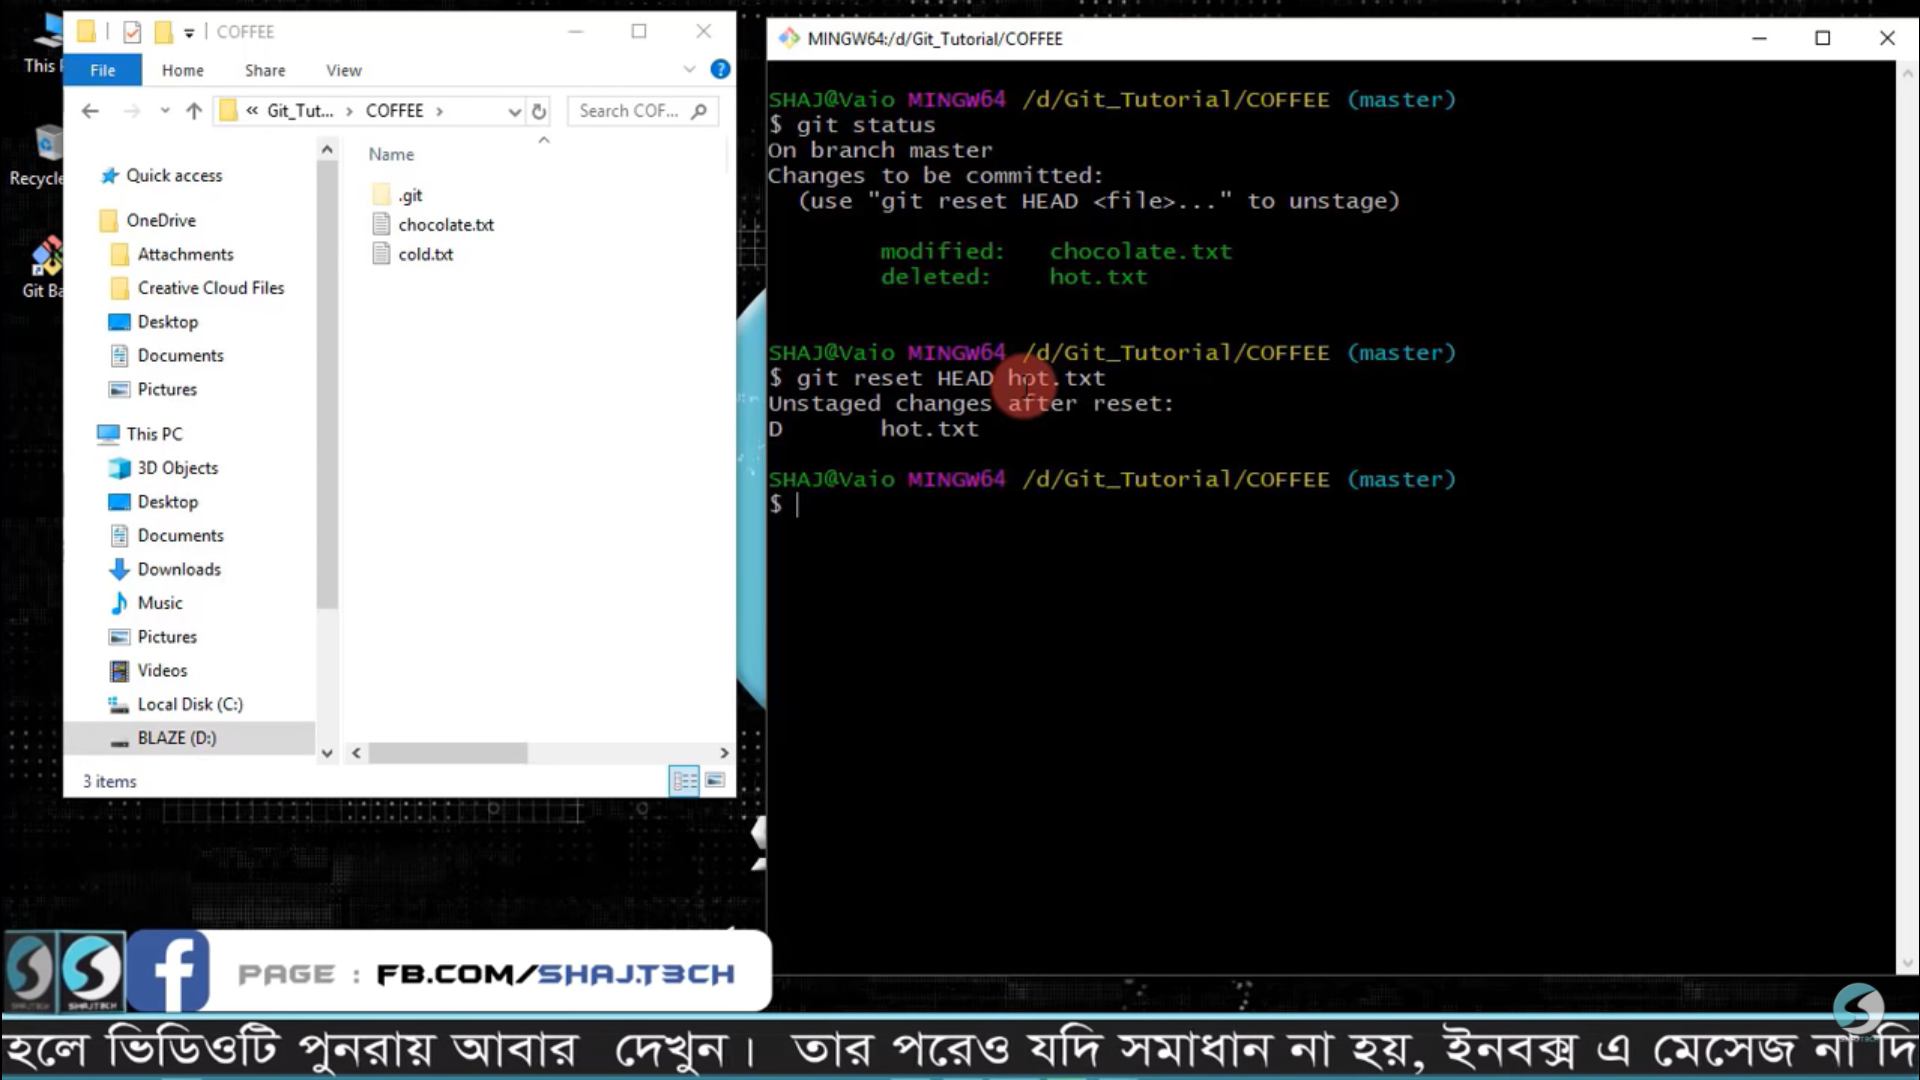 This
Recycle
Git Ba
COFFEE
File Home Share View
« Git_Tut... › COFFEE › Search COF...
Name
.git
chocolate.txt
cold.txt
Quick access
OneDrive
Attachments
Creative Cloud Files
Desktop
Documents
Pictures
This PC
3D Objects
Desktop
Documents
Downloads
Music
Pictures
Videos
Local Disk (C:)
BLAZE (D:)
3 items
MINGW64:/d/Git_Tutorial/COFFEE
SHAJ@Vaio MINGW64 /d/Git_Tutorial/COFFEE (master)
$ git status
On branch master
Changes to be committed:
(use "git reset HEAD <file>..." to unstage)
modified: chocolate.txt
deleted: hot.txt
SHAJ@Vaio MINGW64 /d/Git_Tutorial/COFFEE (master)
$ git reset HEAD hot.txt
Unstaged changes after reset:
D hot.txt
SHAJ@Vaio MINGW64 /d/Git_Tutorial/COFFEE (master)
$
PAGE : FB.COM/SHAJ.T3CH
হলে ভিডিওটি পুনরায় আবার দেখুন। তার পরেও যদি সমাধান না হয়, ইনবক্স এ মেসেজ না দি